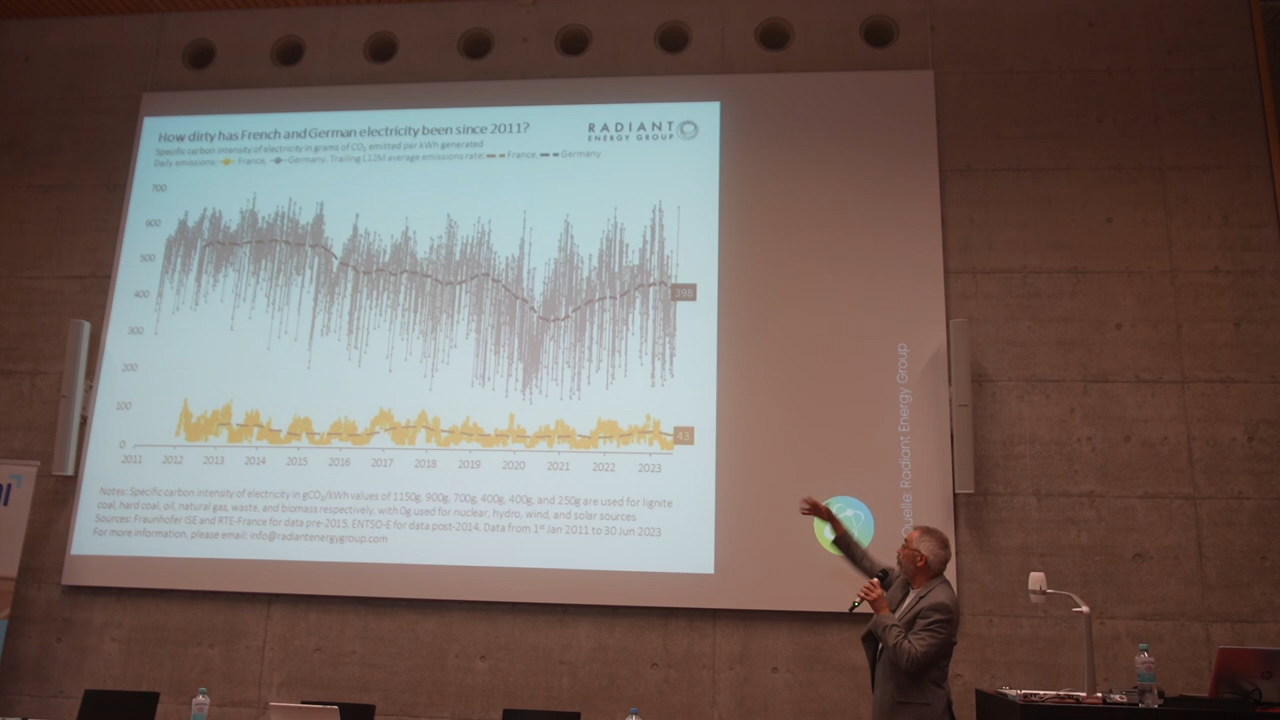 How dirty has French and German electricity been since 2011?
RADIANT
ENERGY GROUP
Specific carbon intensity of electricity in grams of CO₂ emitted per kWh generated
Daily emissions: France, Germany. Trailing L12M average emissions rate: France, Germany
700
600
500
400
300
200
100
0
398
43
2011 2012 2013 2014 2015 2016 2017 2018 2019 2020 2021 2022 2023
Notes: Specific carbon intensity of electricity in gCO₂/kWh values of 1150g, 900g, 700g, 400g, 400g, and 250g are used for lignite
coal, hard coal, oil, natural gas, waste, and biomass respectively, with 0g used for nuclear, hydro, wind, and solar sources
Sources: Fraunhofer ISE and RTE-France for data pre-2015, ENTSO-E for data post-2014. Data from 1ˢᵗ Jan 2011 to 30 Jun 2023
For more information, please email: info@radiantenergygroup.com
Quelle: Radiant Energy Group